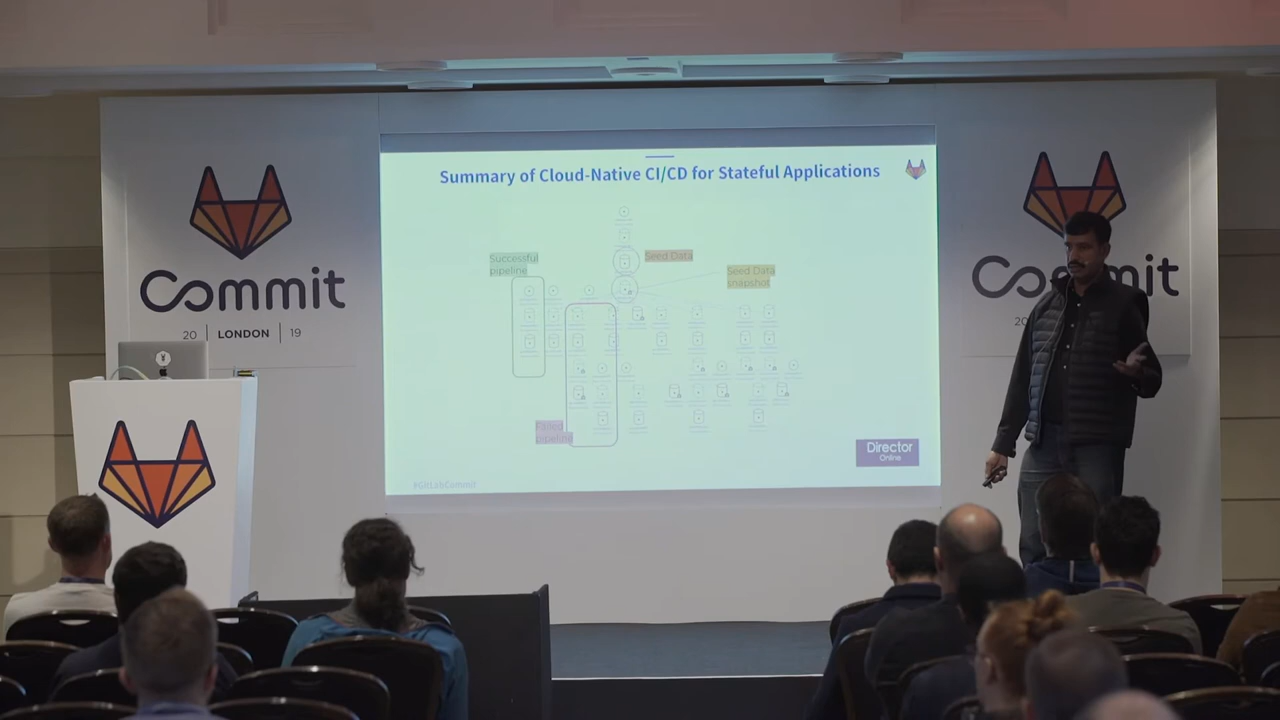 Summary of Cloud-Native CI/CD for Stateful Applications
Successful
pipeline
Seed Data
Seed Data
snapshot
Failed
pipeline
Director
Online
#GitLabCommit
Commit
20 | LONDON | 19
Commit
20